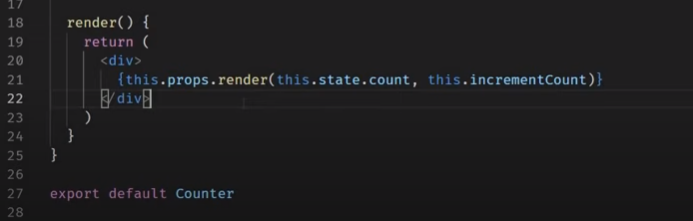 17
18 render() {
19 return (
20 <div>
21 {this.props.render(this.state.count, this.incrementCount)}
22 </div>
23 )
24 }
25 }
26
27 export default Counter
28